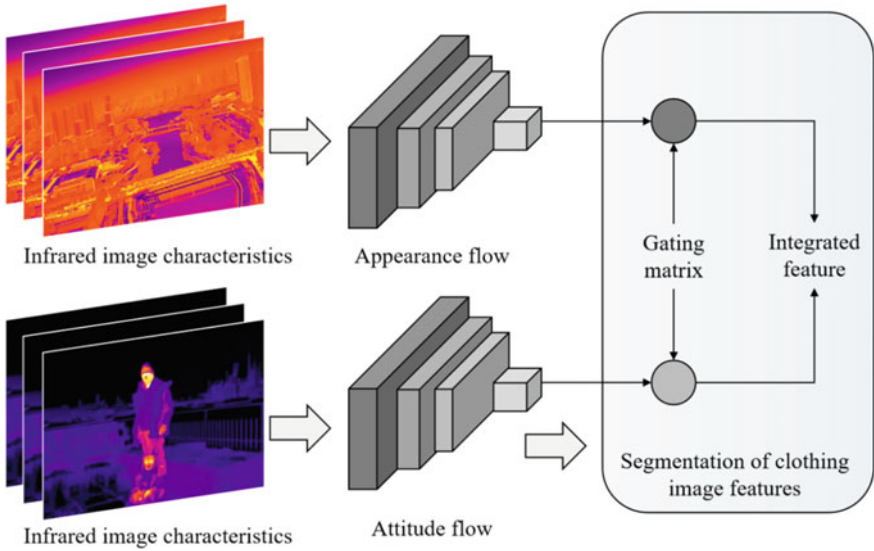 Infrared image characteristics
Appearance flow
Gating
matrix
Integrated
feature
Infrared image characteristics
Attitude flow
Segmentation of clothing
image features